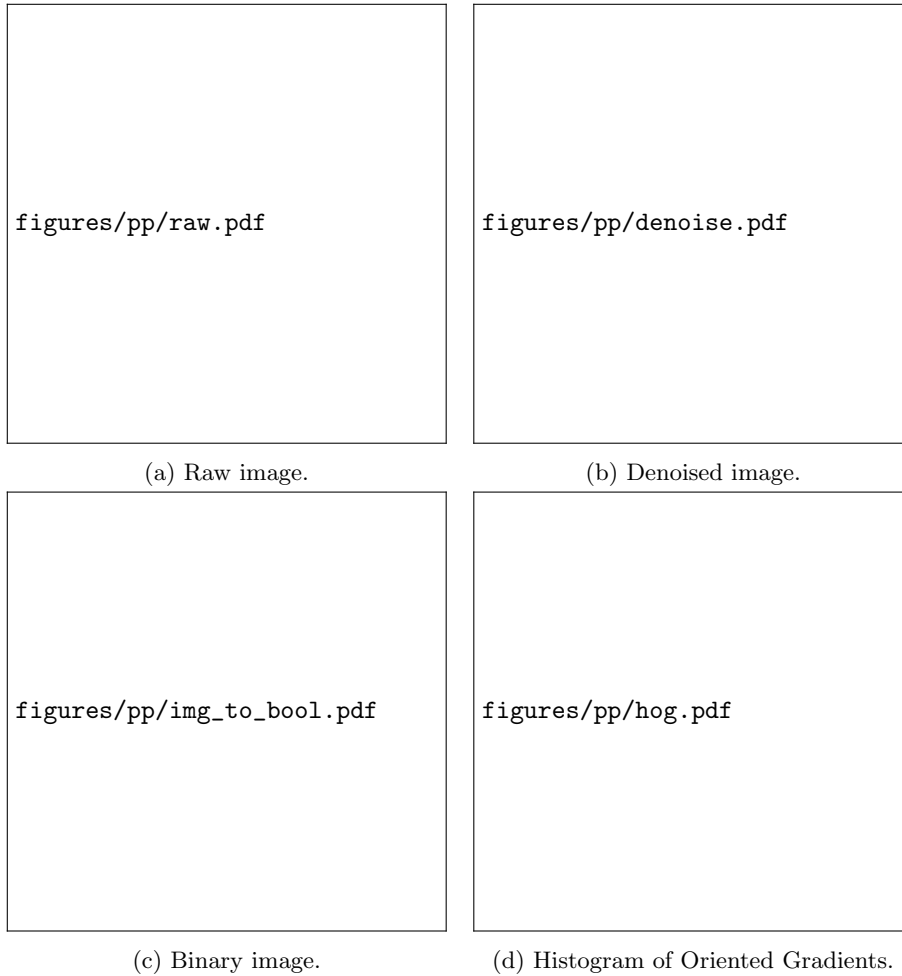 figures/pp/raw.pdf
figures/pp/denoise.pdf
(a) Raw image.
(b) Denoised image.
figures/pp/img_to_bool.pdf
figures/pp/hog.pdf
(c) Binary image.
(d) Histogram of Oriented Gradients.